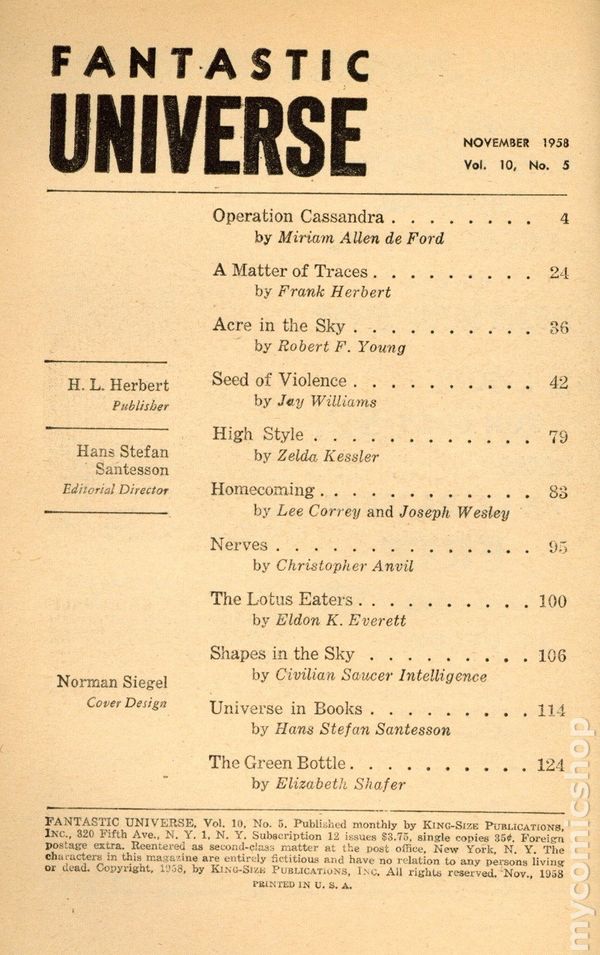 FANTASTIC
UNIVERSE
NOVEMBER 1958
Vol. 10, No. 5
Operation Cassandra . . . . . . . . 4
by Miriam Allen de Ford
A Matter of Traces . . . . . . . . . . 24
by Frank Herbert
Acre in the Sky . . . . . . . . . . . 36
by Robert F. Young
H. L. Herbert
Publisher
Seed of Violence . . . . . . . . . . . 42
by Jay Williams
Hans Stefan
Santesson
Editorial Director
High Style . . . . . . . . . . . . . 79
by Zelda Kessler
Homecoming . . . . . . . . . . . . . 83
by Lee Correy and Joseph Wesley
Nerves . . . . . . . . . . . . . . . 95
by Christopher Anvil
The Lotus Eaters . . . . . . . . . . . 100
by Eldon K. Everett
Shapes in the Sky . . . . . . . . . . 106
by Civilian Saucer Intelligence
Norman Siegel
Cover Design
Universe in Books . . . . . . . . . . 114
by Hans Stefan Santesson
The Green Bottle . . . . . . . . . . . 124
by Elizabeth Shafer
FANTASTIC UNIVERSE, Vol. 10, No. 5. Published monthly by KING-SIZE PUBLICATIONS,
INC., 320 Fifth Ave., N. Y. 1, N. Y. Subscription 12 issues $3.75, single copies 35¢. Foreign
postage extra. Reentered as second-class matter at the post office, New York, N. Y. The
characters in this magazine are entirely fictitious and have no relation to any persons living
or dead. Copyright, 1958, by KING-SIZE PUBLICATIONS, INC. All rights reserved. Nov., 1958
PRINTED IN U. S. A.
mycomicshop